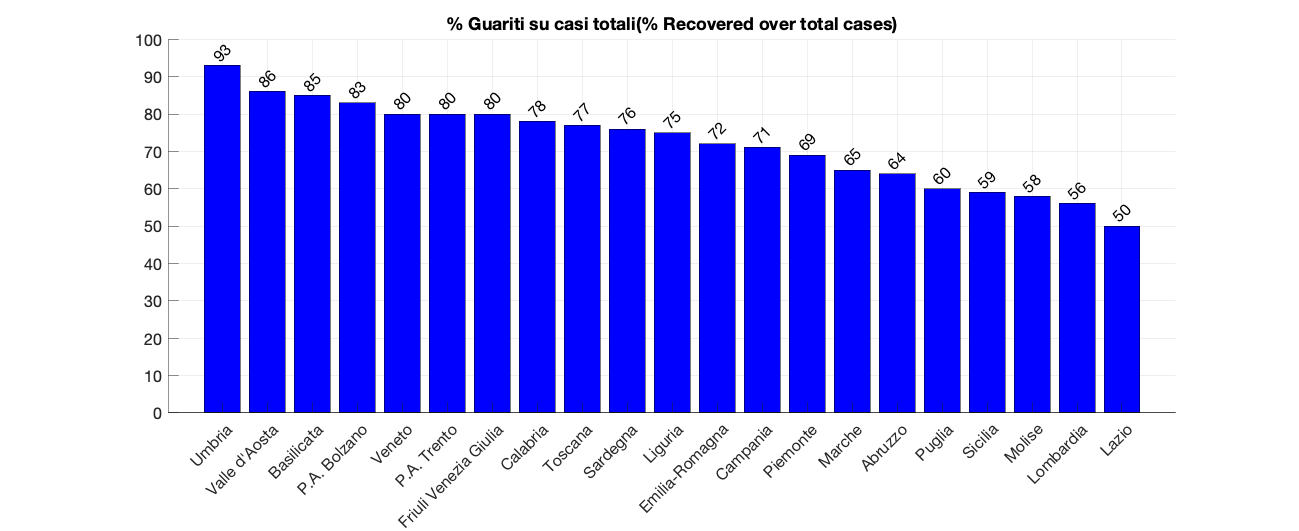 % Guariti su casi totali(% Recovered over total cases)
100
90
80
70
60
50
40
30
20
10
0
93
86
85
83
80
80
80
78
77
76
75
72
71
69
65
64
60
59
58
56
50
Umbria
Valle d'Aosta
Basilicata
P.A. Bolzano
Veneto
P.A. Trento
Friuli Venezia Giulia
Calabria
Toscana
Sardegna
Liguria
Emilia-Romagna
Campania
Piemonte
Marche
Abruzzo
Puglia
Sicilia
Molise
Lombardia
Lazio